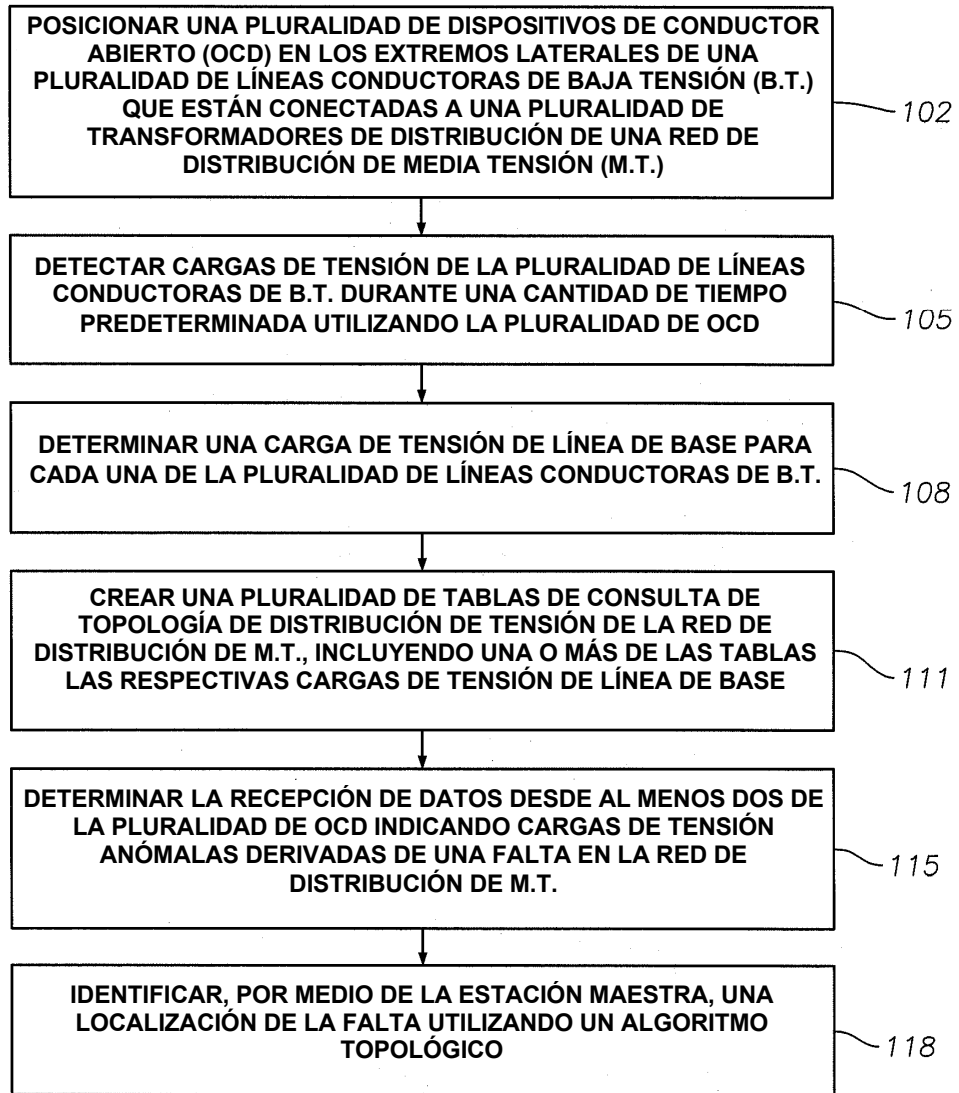 POSICIONAR UNA PLURALIDAD DE DISPOSITIVOS DE CONDUCTOR
ABIERTO (OCD) EN LOS EXTREMOS LATERALES DE UNA
PLURALIDAD DE LÍNEAS CONDUCTORAS DE BAJA TENSIÓN (B.T.)
QUE ESTÁN CONECTADAS A UNA PLURALIDAD DE
TRANSFORMADORES DE DISTRIBUCIÓN DE UNA RED DE
DISTRIBUCIÓN DE MEDIA TENSIÓN (M.T.)
102
DETECTAR CARGAS DE TENSIÓN DE LA PLURALIDAD DE LÍNEAS
CONDUCTORAS DE B.T. DURANTE UNA CANTIDAD DE TIEMPO
PREDETERMINADA UTILIZANDO LA PLURALIDAD DE OCD
105
DETERMINAR UNA CARGA DE TENSIÓN DE LÍNEA DE BASE PARA
CADA UNA DE LA PLURALIDAD DE LÍNEAS CONDUCTORAS DE B.T.
108
CREAR UNA PLURALIDAD DE TABLAS DE CONSULTA DE
TOPOLOGÍA DE DISTRIBUCIÓN DE TENSIÓN DE LA RED DE
DISTRIBUCIÓN DE M.T., INCLUYENDO UNA O MÁS DE LAS TABLAS
LAS RESPECTIVAS CARGAS DE TENSIÓN DE LÍNEA DE BASE
111
DETERMINAR LA RECEPCIÓN DE DATOS DESDE AL MENOS DOS DE
LA PLURALIDAD DE OCD INDICANDO CARGAS DE TENSIÓN
ANÓMALAS DERIVADAS DE UNA FALTA EN LA RED DE
DISTRIBUCIÓN DE M.T.
115
IDENTIFICAR, POR MEDIO DE LA ESTACIÓN MAESTRA, UNA
LOCALIZACIÓN DE LA FALTA UTILIZANDO UN ALGORITMO
TOPOLÓGICO
118